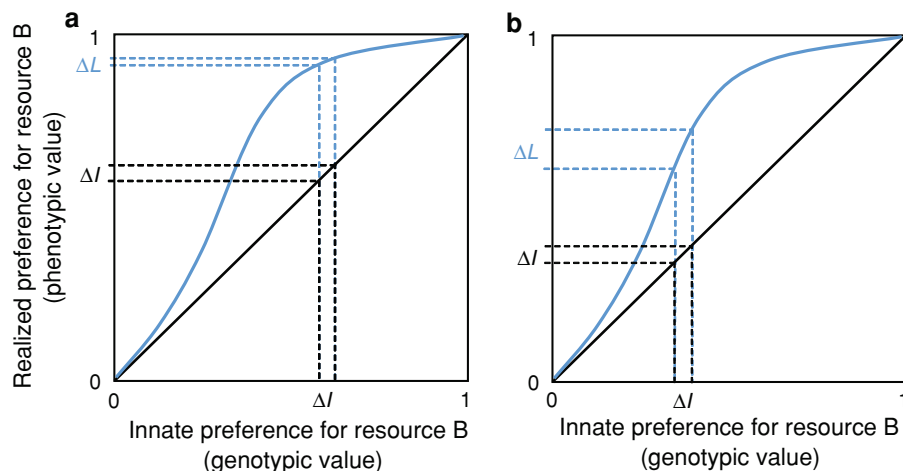 a
1
ΔL
ΔI
0
0
ΔI
1
Realized preference for resource B
(phenotypic value)
Innate preference for resource B
(genotypic value)
b
1
ΔL
ΔI
0
0
ΔI
1
Innate preference for resource B
(genotypic value)